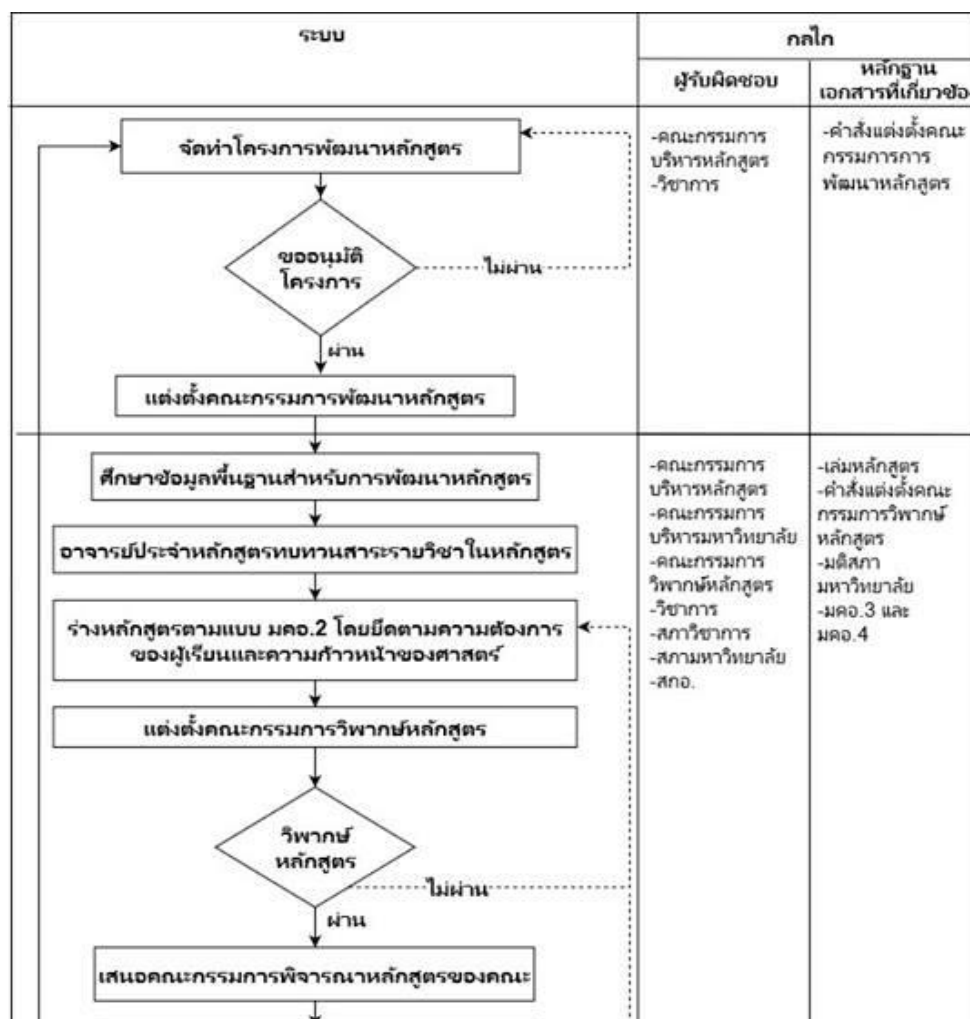 ระบบ
กลไก
ผู้รับผิดชอบ
หลักฐาน
เอกสารที่เกี่ยวข้อ
จัดทำโครงการพัฒนาหลักสูตร
ขออนุมัติ
โครงการ
ไม่ผ่าน
ผ่าน
แต่งตั้งคณะกรรมการพัฒนาหลักสูตร
-คณะกรรมการ
บริหารหลักสูตร
-วิชาการ
-คำสั่งแต่งตั้งคณะ
กรรมการการ
พัฒนาหลักสูตร
ศึกษาข้อมูลพื้นฐานสำหรับการพัฒนาหลักสูตร
อาจารย์ประจำหลักสูตรทบทวนสาระรายวิชาในหลักสูตร
ร่างหลักสูตรตามแบบ มคอ.2 โดยยึดตามความต้องการ
ของผู้เรียนและความก้าวหน้าของศาสตร์
แต่งตั้งคณะกรรมการวิพากษ์หลักสูตร
วิพากษ์
หลักสูตร
ไม่ผ่าน
ผ่าน
เสนอคณะกรรมการพิจารณาหลักสูตรของคณะ
-คณะกรรมการ
บริหารหลักสูตร
-คณะกรรมการ
บริหารมหาวิทยาลัย
-คณะกรรมการ
วิพากษ์หลักสูตร
-วิชาการ
-สภาวิชาการ
-สภามหาวิทยาลัย
-สกอ.
-เล่มหลักสูตร
-คำสั่งแต่งตั้งคณะ
กรรมการวิพากษ์
หลักสูตร
-มติสภา
มหาวิทยาลัย
-มคอ.3 และ
มคอ.4